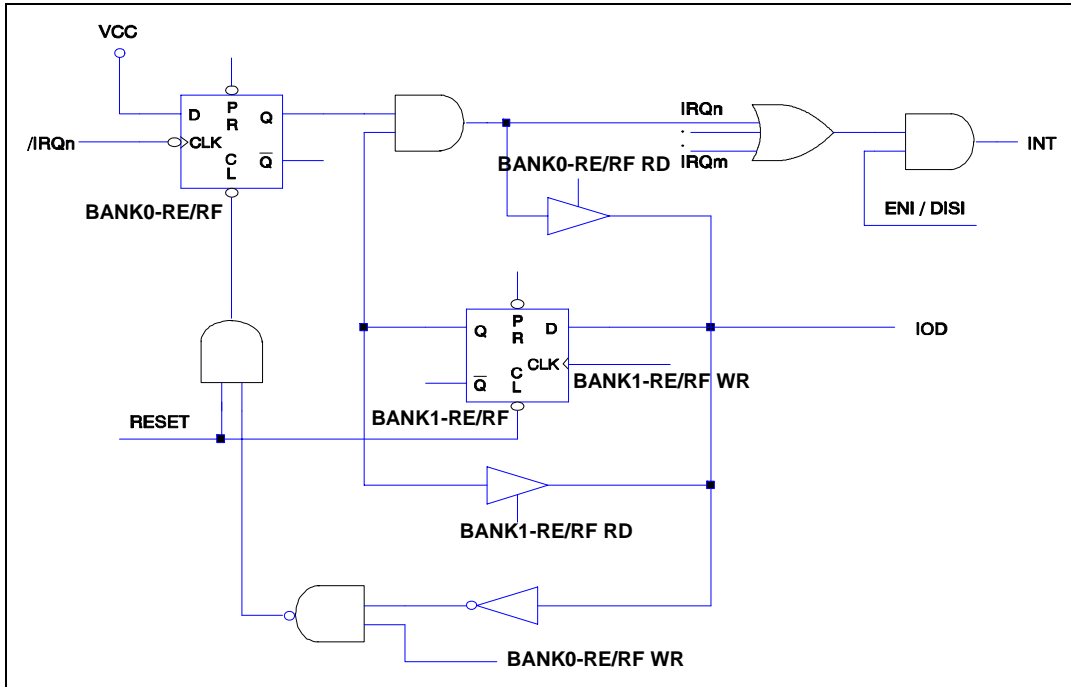 VCC
D
PR
Q
/IRQn
CLK
CL
Q
BANK0-RE/RF
IRQn
:
IRQm
INT
BANK0-RE/RF RD
ENI / DISI
Q
PR
D
IOD
CLK
Q
CL
BANK1-RE/RF WR
BANK1-RE/RF
RESET
BANK1-RE/RF RD
BANK0-RE/RF WR